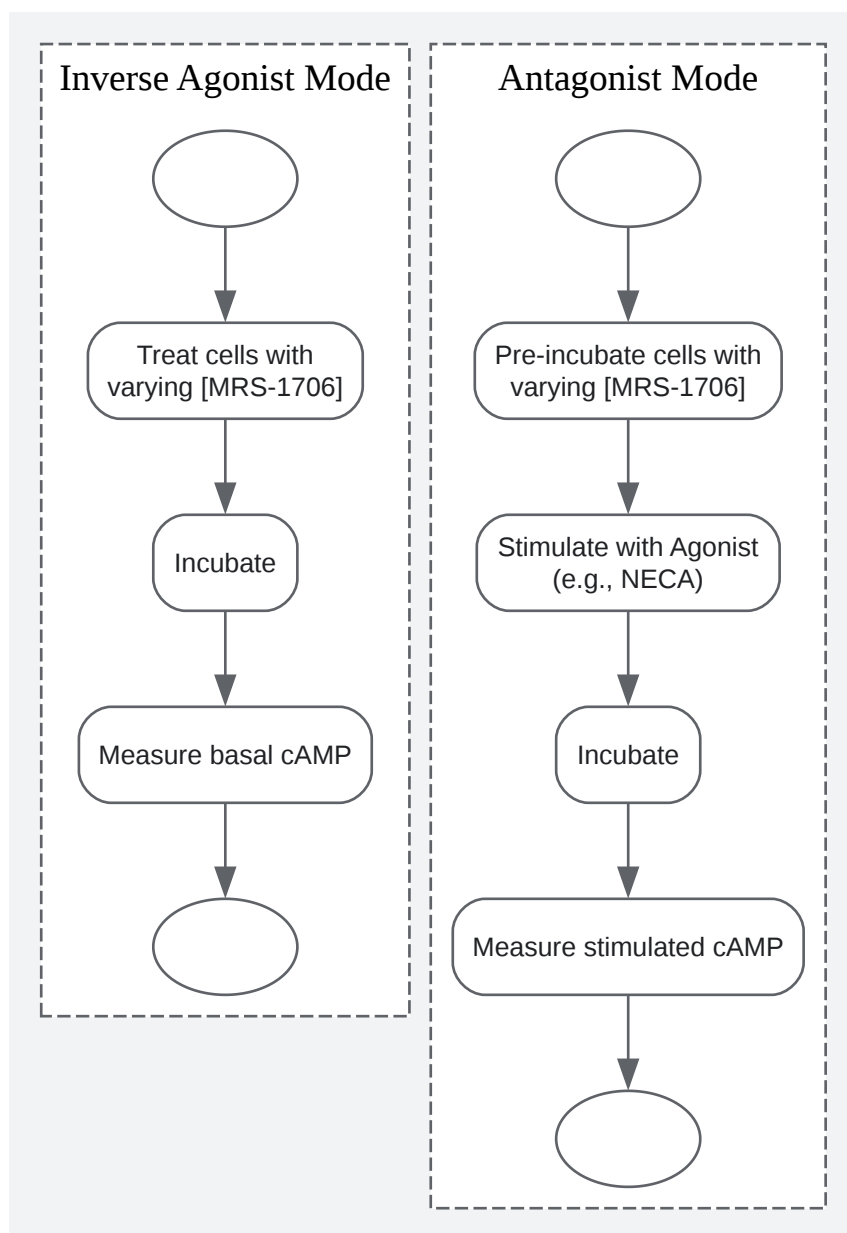 Inverse Agonist Mode
Treat cells with
varying [MRS-1706]
Incubate
Measure basal cAMP
Antagonist Mode
Pre-incubate cells with
varying [MRS-1706]
Stimulate with Agonist
(e.g., NECA)
Incubate
Measure stimulated cAMP